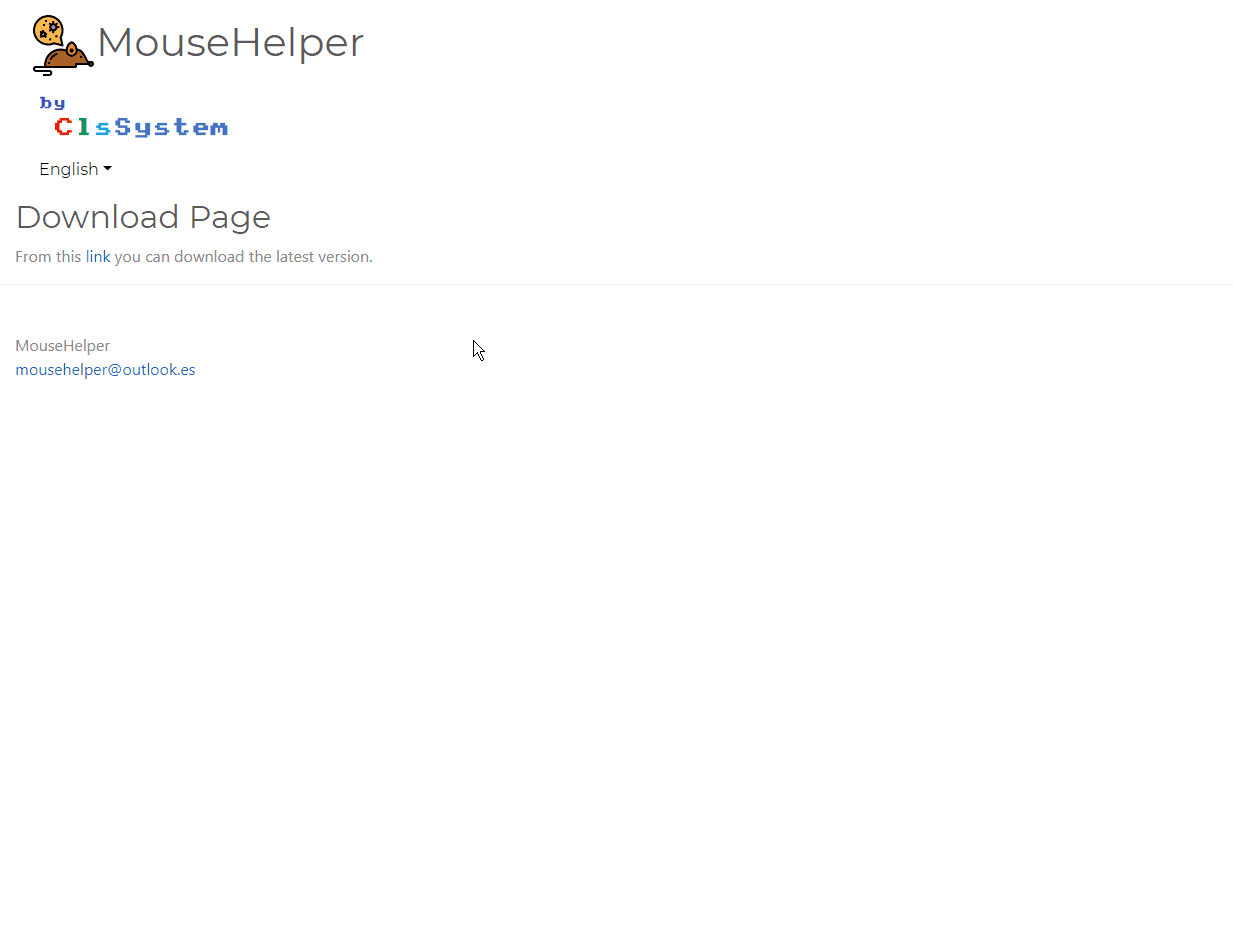 MouseHelper
by
ClsSystem
English
Download Page
From this link you can download the latest version.
MouseHelper
mousehelper@outlook.es